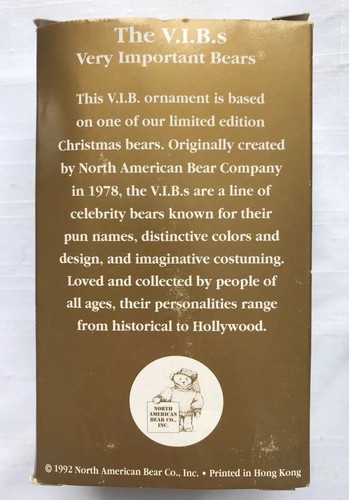 The V.I.B.s
Very Important Bears®
This V.I.B. ornament is based
on one of our limited edition
Christmas bears. Originally created
by North American Bear Company
in 1978, the V.I.B.s are a line of
celebrity bears known for their
pun names, distinctive colors and
design, and imaginative costuming.
Loved and collected by people of
all ages, their personalities range
from historical to Hollywood.
NORTH
AMERICAN
BEAR CO.,
INC.
© 1992 North American Bear Co., Inc. • Printed in Hong Kong